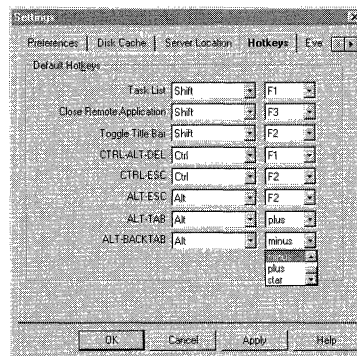 Settings
Preferences Disk Cache Server Location Hotkeys Eve
Default Hotkeys
Task List Shift F1
Close Remote Application Shift F3
Toggle Title Bar Shift F2
CTRL-ALT-DEL Ctrl F1
CTRL-ESC Ctrl F2
ALT-ESC Alt F2
ALT-TAB Alt plus
ALT-BACKTAB Alt minus
minus
plus
star
OK Cancel Apply Help